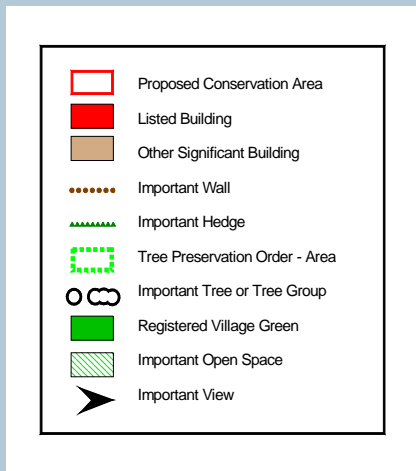 Proposed Conservation Area
Listed Building
Other Significant Building
Important Wall
Important Hedge
Tree Preservation Order - Area
Important Tree or Tree Group
Registered Village Green
Important Open Space
Important View